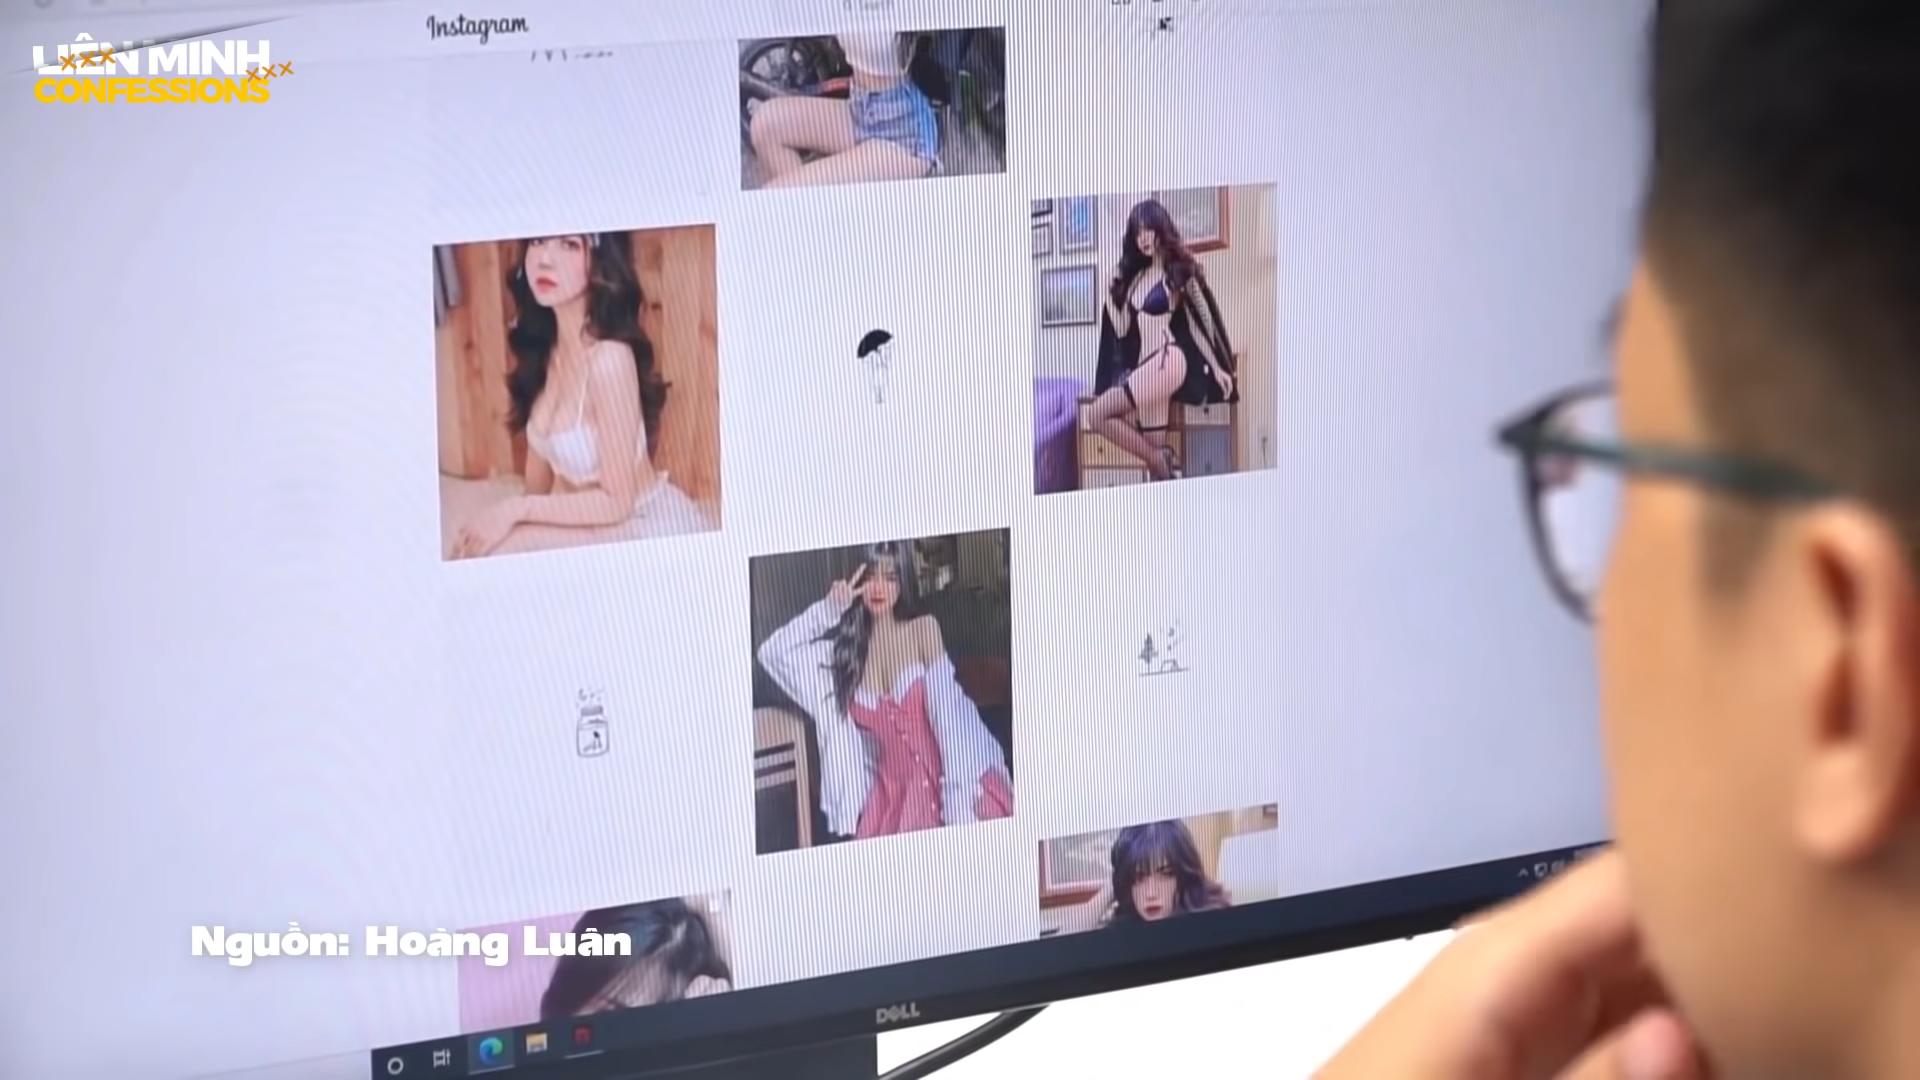 Instagram
LIÊN MINH
CONFESSIONS
Nguồn: Hoàng Luân
DELL